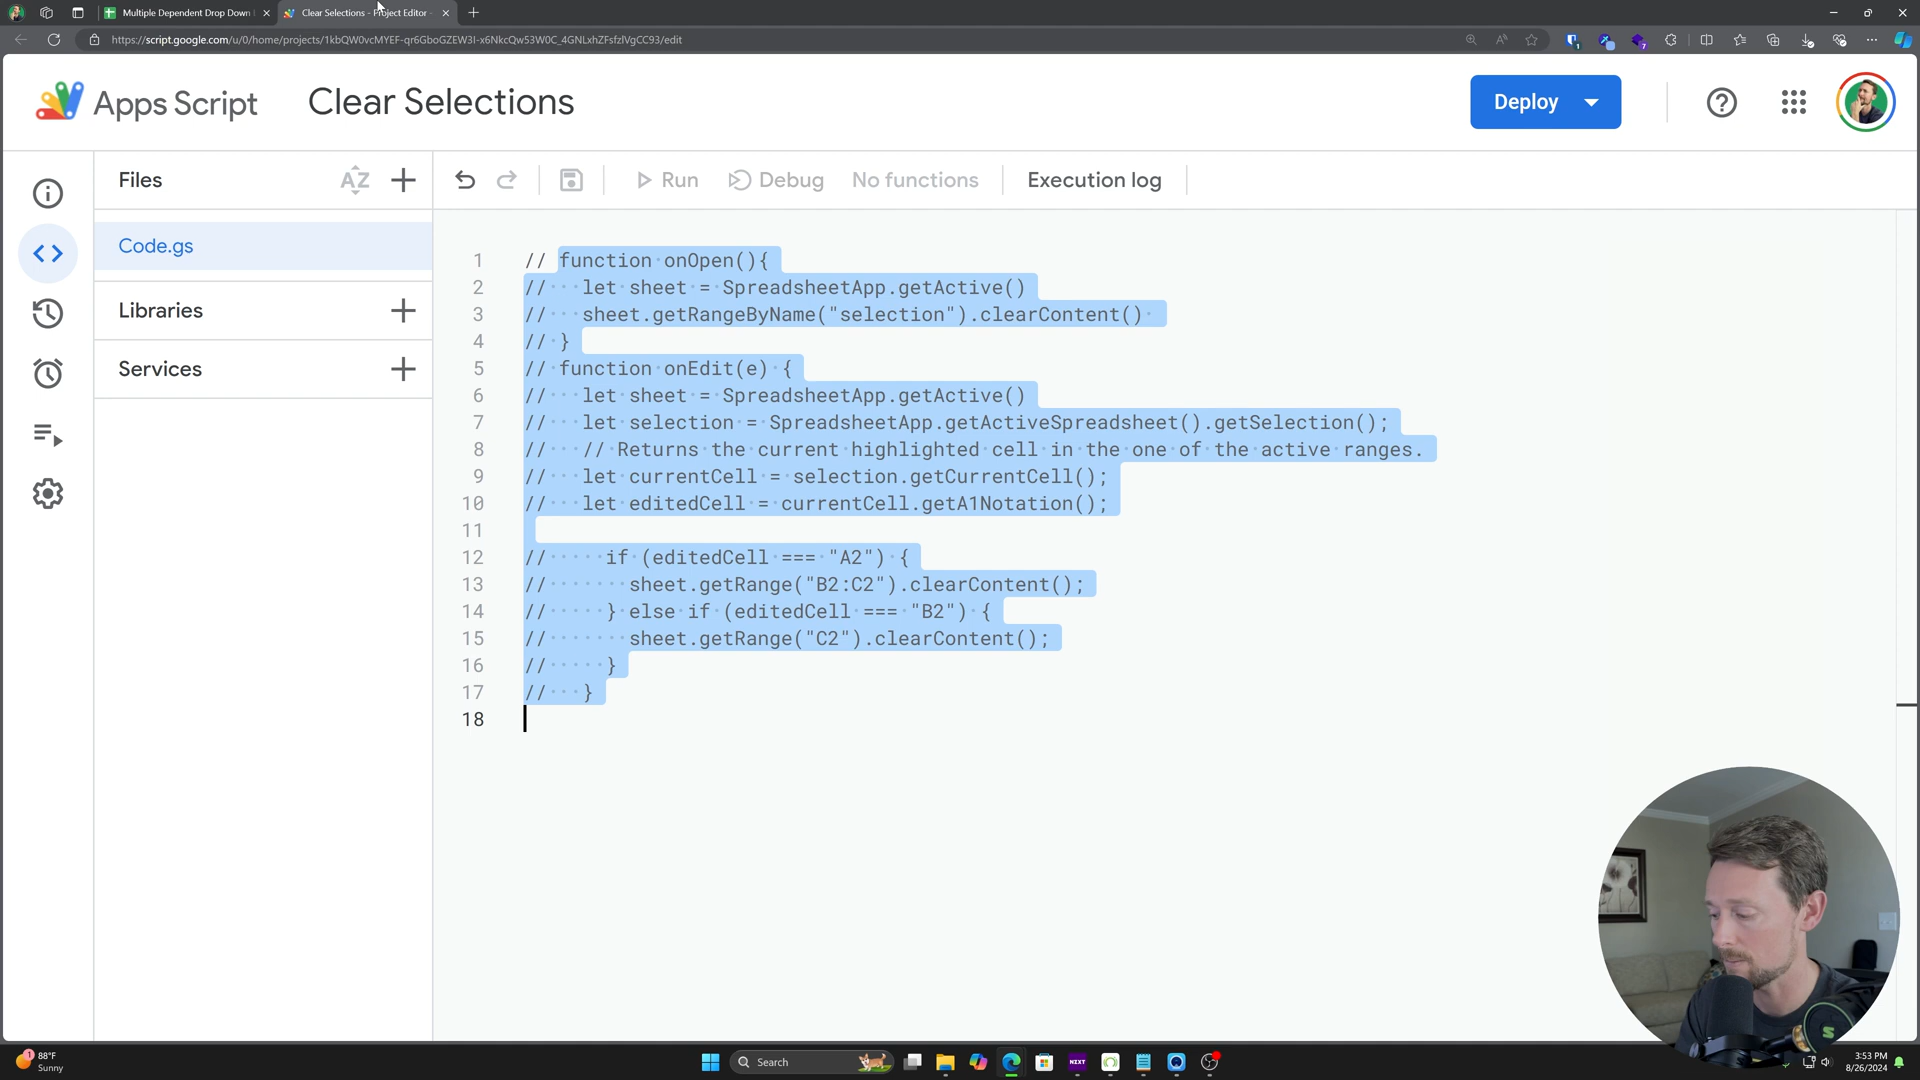 Multiple Dependent Drop Down
Clear Selections - Project Editor -
https://script.google.com/u/0/home/projects/1kbQW0vcMYEF-qr6GboGZEW3I-x6NkcQw53W0C_4GNLxhZFsfzlVgCC93/edit
Apps Script
Clear Selections
Deploy
Files
Run
Debug
No functions
Execution log
Code.gs
Libraries
Services
1 // function onOpen(){
2 // let sheet = SpreadsheetApp.getActive()
3 // sheet.getRangeByName("selection").clearContent()
4 // }
5 // function onEdit(e) {
6 // let sheet = SpreadsheetApp.getActive()
7 // let selection = SpreadsheetApp.getActiveSpreadsheet().getSelection();
8 // // Returns the current highlighted cell in the one of the active ranges.
9 // let currentCell = selection.getCurrentCell();
10 // let editedCell = currentCell.getA1Notation();
11
12 // if (editedCell === "A2") {
13 // sheet.getRange("B2:C2").clearContent();
14 // } else if (editedCell === "B2") {
15 // sheet.getRange("C2").clearContent();
16 // }
17 // }
18
88°F
Sunny
Search
NEXT
3:53 PM
8/26/2024